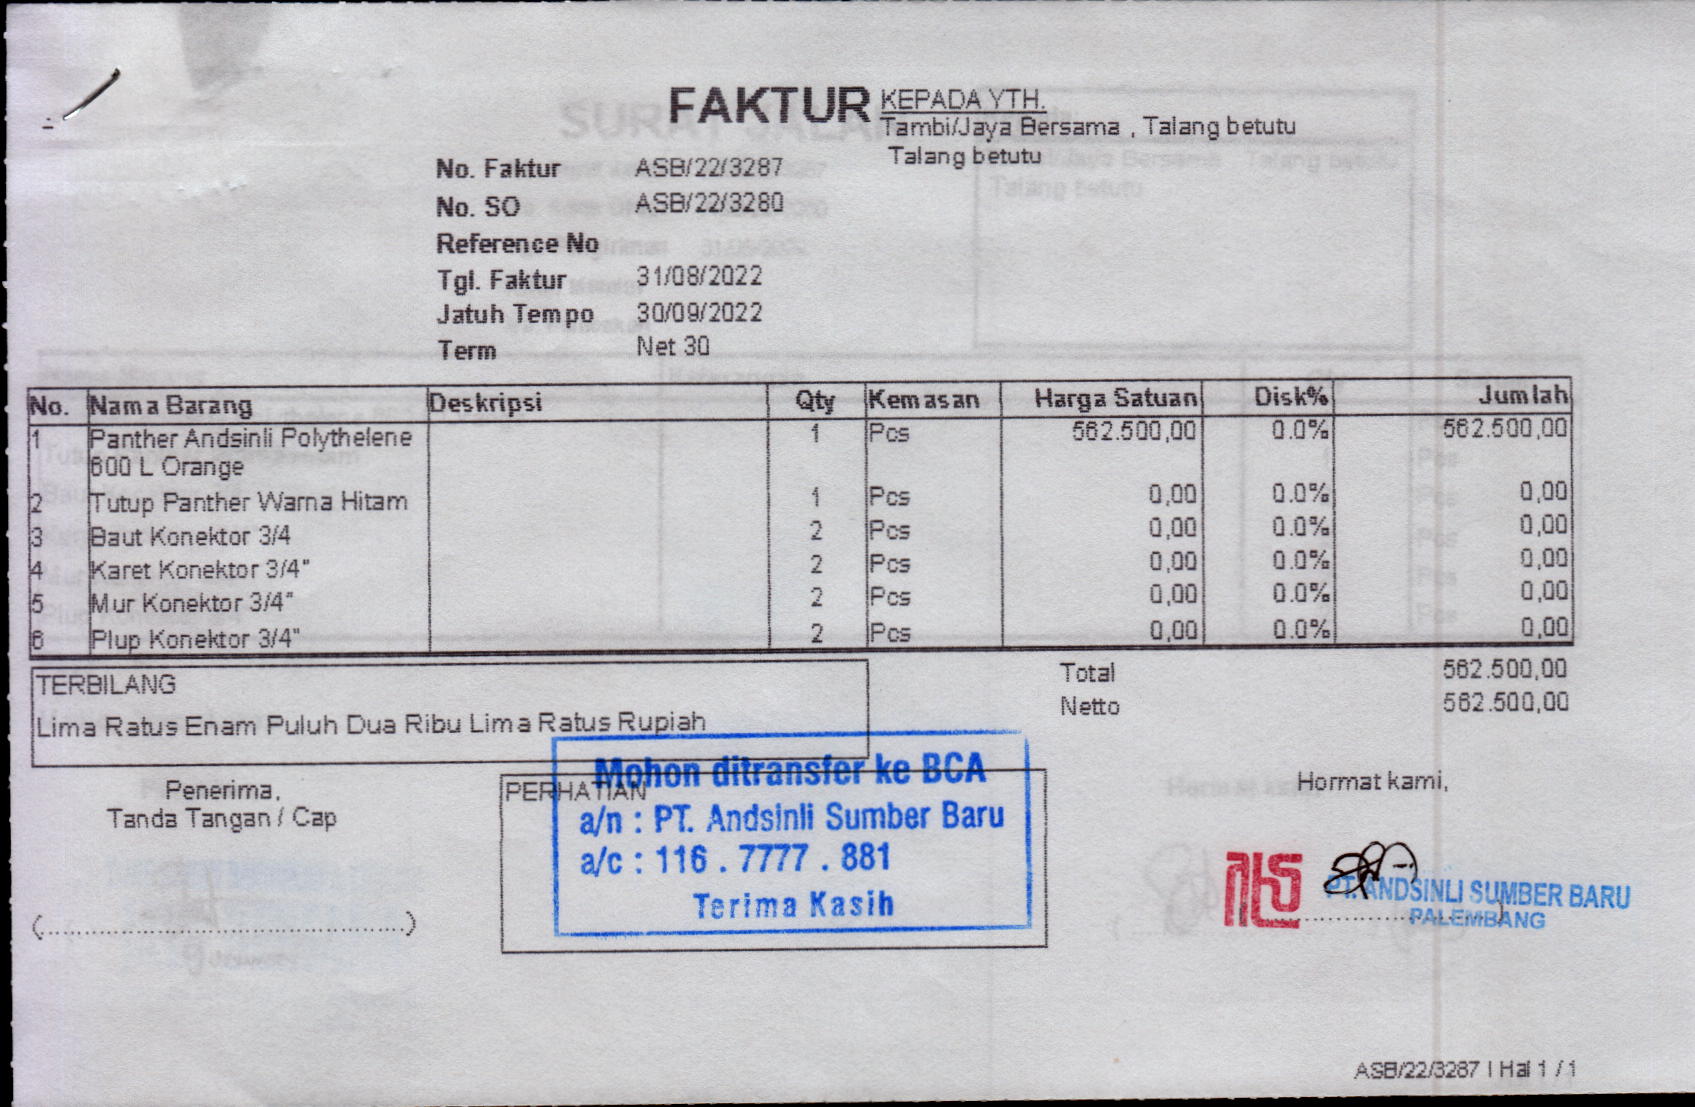 FAKTUR
KEPADA YTH.
Tambi/Jaya Bersama , Talang betutu
Talang betutu
No. Faktur ASB/22/3287
No. SO ASB/22/3280
Reference No
Tgl. Faktur 31/08/2022
Jatuh Tempo 30/09/2022
Term Net 30
No. Nama Barang Deskripsi Qty Kemasan Harga Satuan Disk% Jumlah
1 Panther Andsinli Polythelene 1 Pcs 562.500,00 0.0% 562.500,00
600 L Orange
2 Tutup Panther Warna Hitam 1 Pcs 0,00 0.0% 0,00
3 Baut Konektor 3/4 2 Pcs 0,00 0.0% 0,00
4 Karet Konektor 3/4" 2 Pcs 0,00 0.0% 0,00
5 Mur Konektor 3/4" 2 Pcs 0,00 0.0% 0,00
6 Plup Konektor 3/4" 2 Pcs 0,00 0.0% 0,00
Total 562.500,00
Netto 562.500,00
TERBILANG
Lima Ratus Enam Puluh Dua Ribu Lima Ratus Rupiah
Penerima,
Tanda Tangan / Cap
(........................................)
PERHATIAN
Mohon ditransfer ke BCA
a/n : PT. Andsinli Sumber Baru
a/c : 116 . 7777 . 881
Terima Kasih
Hormat kami,
PT. ANDSINLI SUMBER BARU
PALEMBANG
ASB/22/3287 | Hal 1 / 1